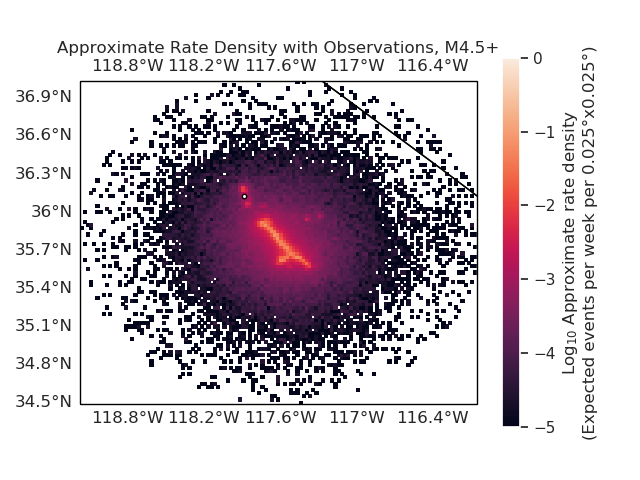 Approximate Rate Density with Observations, M4.5+
118.8°W 118.2°W 117.6°W 117°W 116.4°W
36.9°N
36.6°N
36.3°N
36°N
35.7°N
35.4°N
35.1°N
34.8°N
34.5°N
118.8°W 118.2°W 117.6°W 117°W 116.4°W
0
−1
−2
−3
−4
−5
Log₁₀ Approximate rate density
(Expected events per week per 0.025°x0.025°)